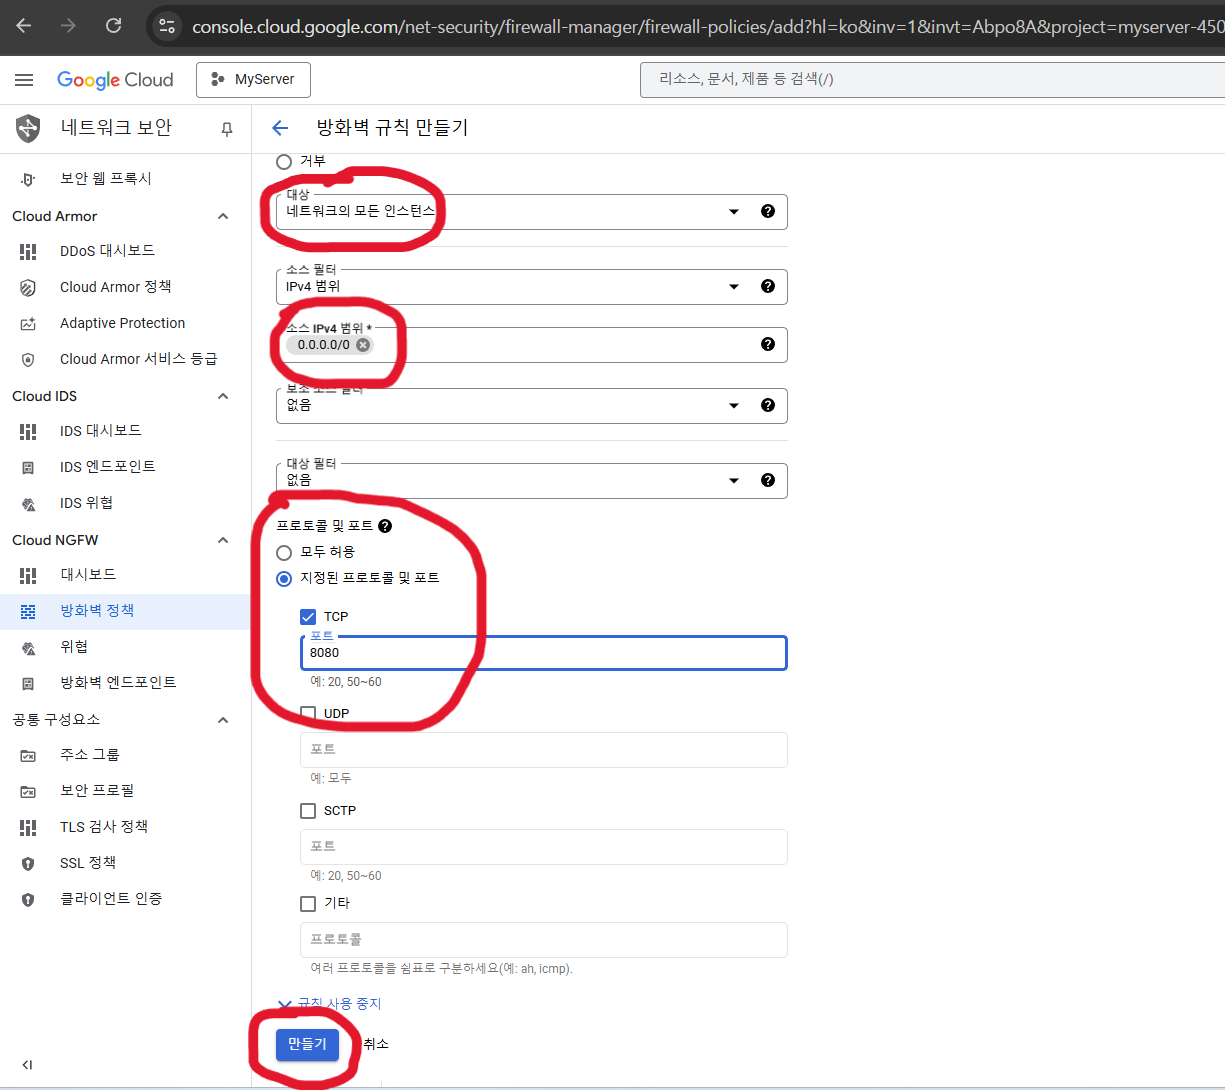 console.cloud.google.com/net-security/firewall-manager/firewall-policies/add?hl=ko&inv=1&invt=Abpo8A&project=myserver-450
Google Cloud
MyServer
리소스, 문서, 제품 등 검색(/)
네트워크 보안
방화벽 규칙 만들기
보안 웹 프록시
Cloud Armor
DDoS 대시보드
Cloud Armor 정책
Adaptive Protection
Cloud Armor 서비스 등급
Cloud IDS
IDS 대시보드
IDS 엔드포인트
IDS 위협
Cloud NGFW
대시보드
방화벽 정책
위협
방화벽 엔드포인트
공통 구성요소
주소 그룹
보안 프로필
TLS 검사 정책
SSL 정책
클라이언트 인증
거부
대상
네트워크의 모든 인스턴스
소스 필터
IPv4 범위
소스 IPv4 범위 *
0.0.0.0/0
보조 소스 필터
없음
대상 필터
없음
프로토콜 및 포트
모두 허용
지정된 프로토콜 및 포트
TCP
포트
8080
예: 20, 50~60
UDP
포트
예: 모두
SCTP
포트
예: 20, 50~60
기타
프로토콜
여러 프로토콜을 쉼표로 구분하세요(예: ah, icmp).
규칙 사용 중지
만들기
취소